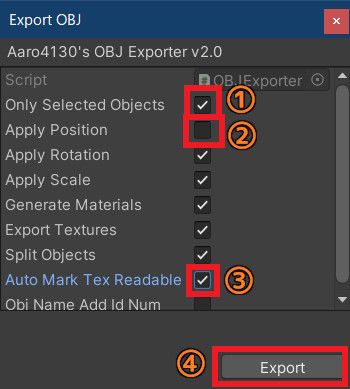 Export OBJ
Aaro4130's OBJ Exporter v2.0
Script OBJExporter
Only Selected Objects ①
Apply Position ②
Apply Rotation
Apply Scale
Generate Materials
Export Textures
Split Objects
Auto Mark Tex Readable ③
Obj Name Add Id Num
④ Export